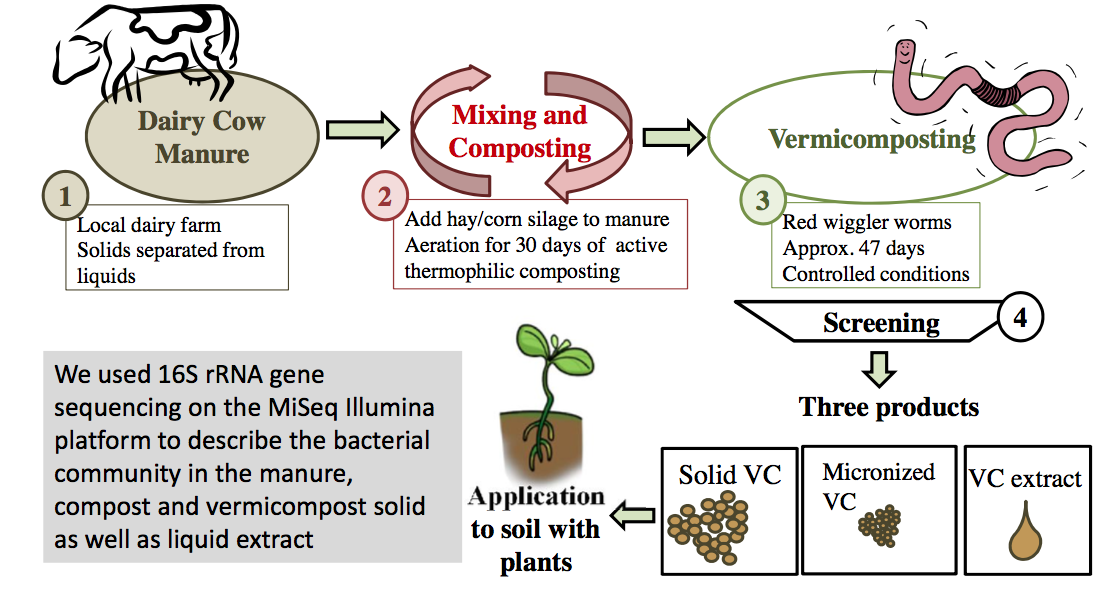 Dairy Cow
Manure
1
Local dairy farm
Solids separated from
liquids
Mixing and
Composting
2
Add hay/corn silage to manure
Aeration for 30 days of active
thermophilic composting
Vermicomposting
3
Red wiggler worms
Approx. 47 days
Controlled conditions
Screening
4
Three products
Solid VC
Micronized
VC
VC extract
Application
to soil with
plants
We used 16S rRNA gene
sequencing on the MiSeq Illumina
platform to describe the bacterial
community in the manure,
compost and vermicompost solid
as well as liquid extract